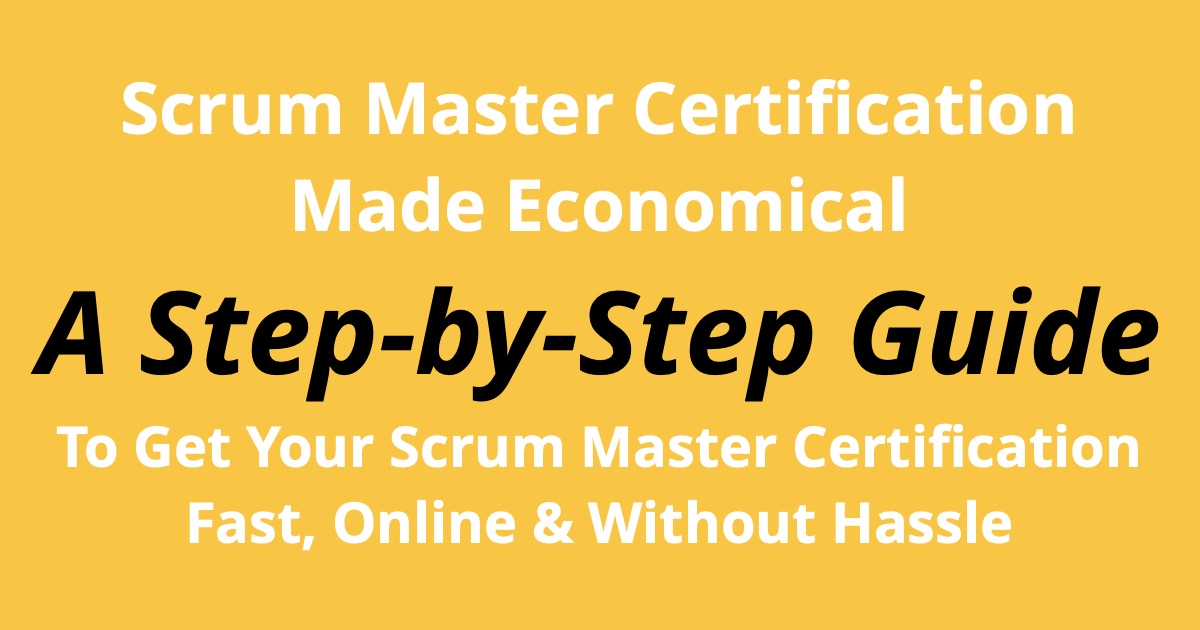 Scrum Master Certification
Made Economical
A Step-by-Step Guide
To Get Your Scrum Master Certification
Fast, Online & Without Hassle